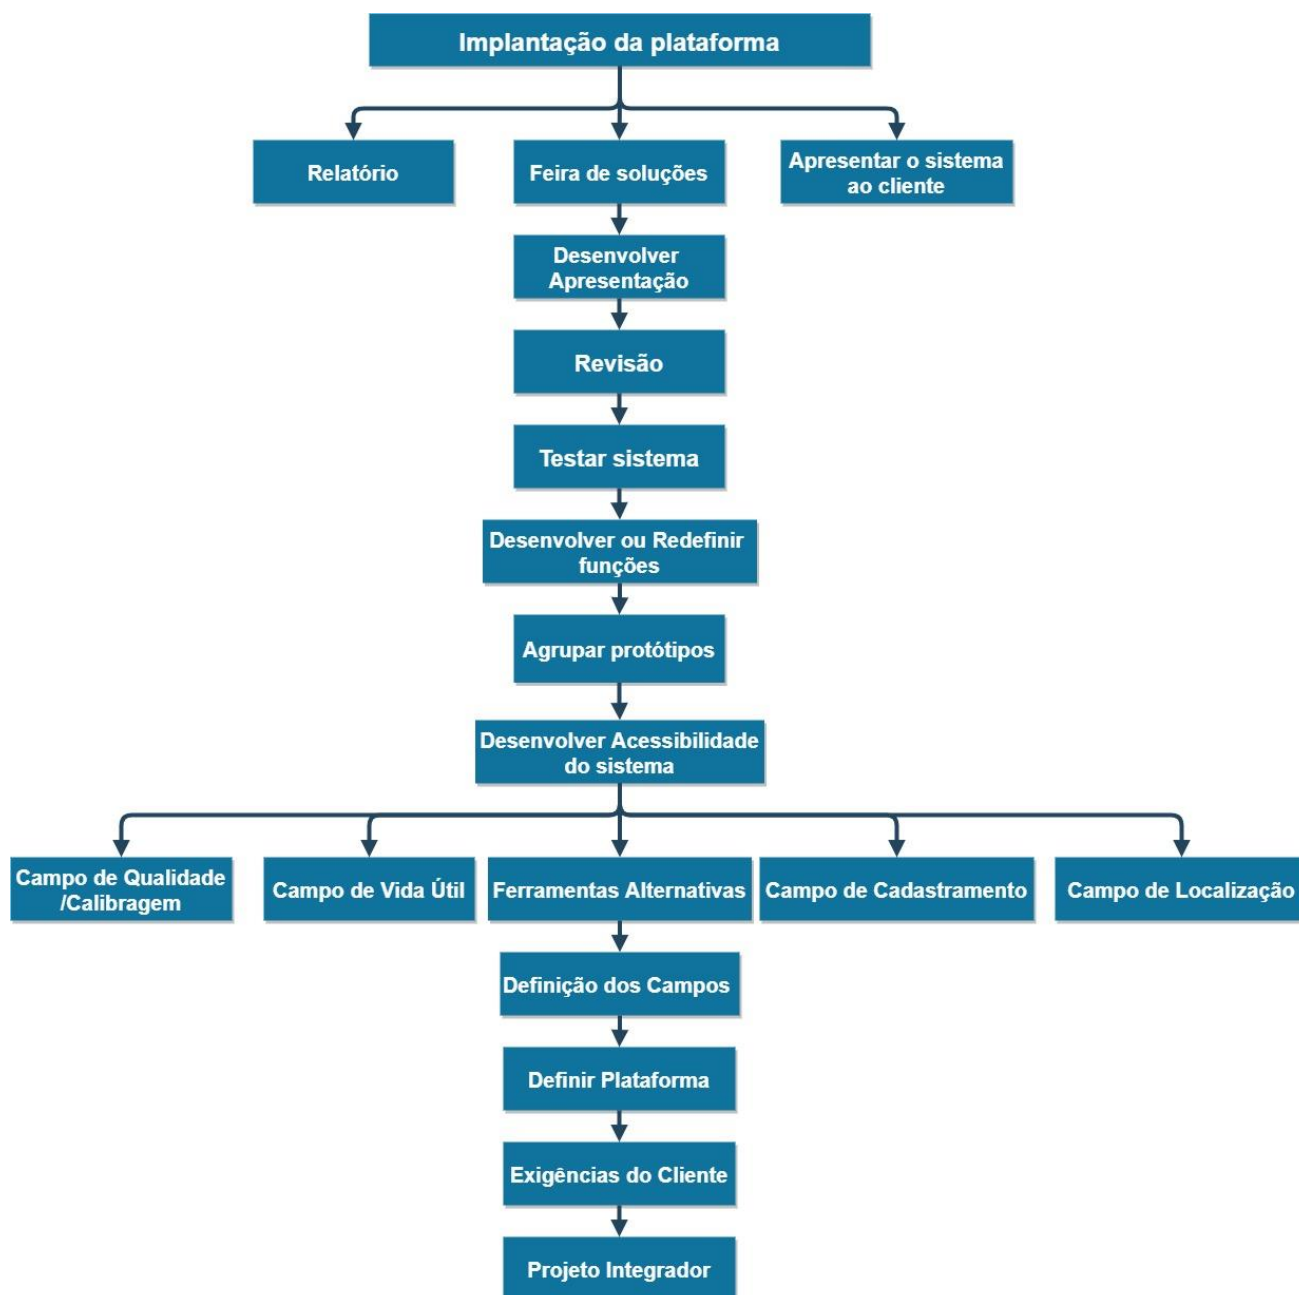 Implantação da plataforma
Relatório
Feira de soluções
Apresentar o sistema
ao cliente
Desenvolver
Apresentação
Revisão
Testar sistema
Desenvolver ou Redefinir
funções
Agrupar protótipos
Desenvolver Acessibilidade
do sistema
Campo de Qualidade
/Calibragem
Campo de Vida Útil
Ferramentas Alternativas
Campo de Cadastramento
Campo de Localização
Definição dos Campos
Definir Plataforma
Exigências do Cliente
Projeto Integrador